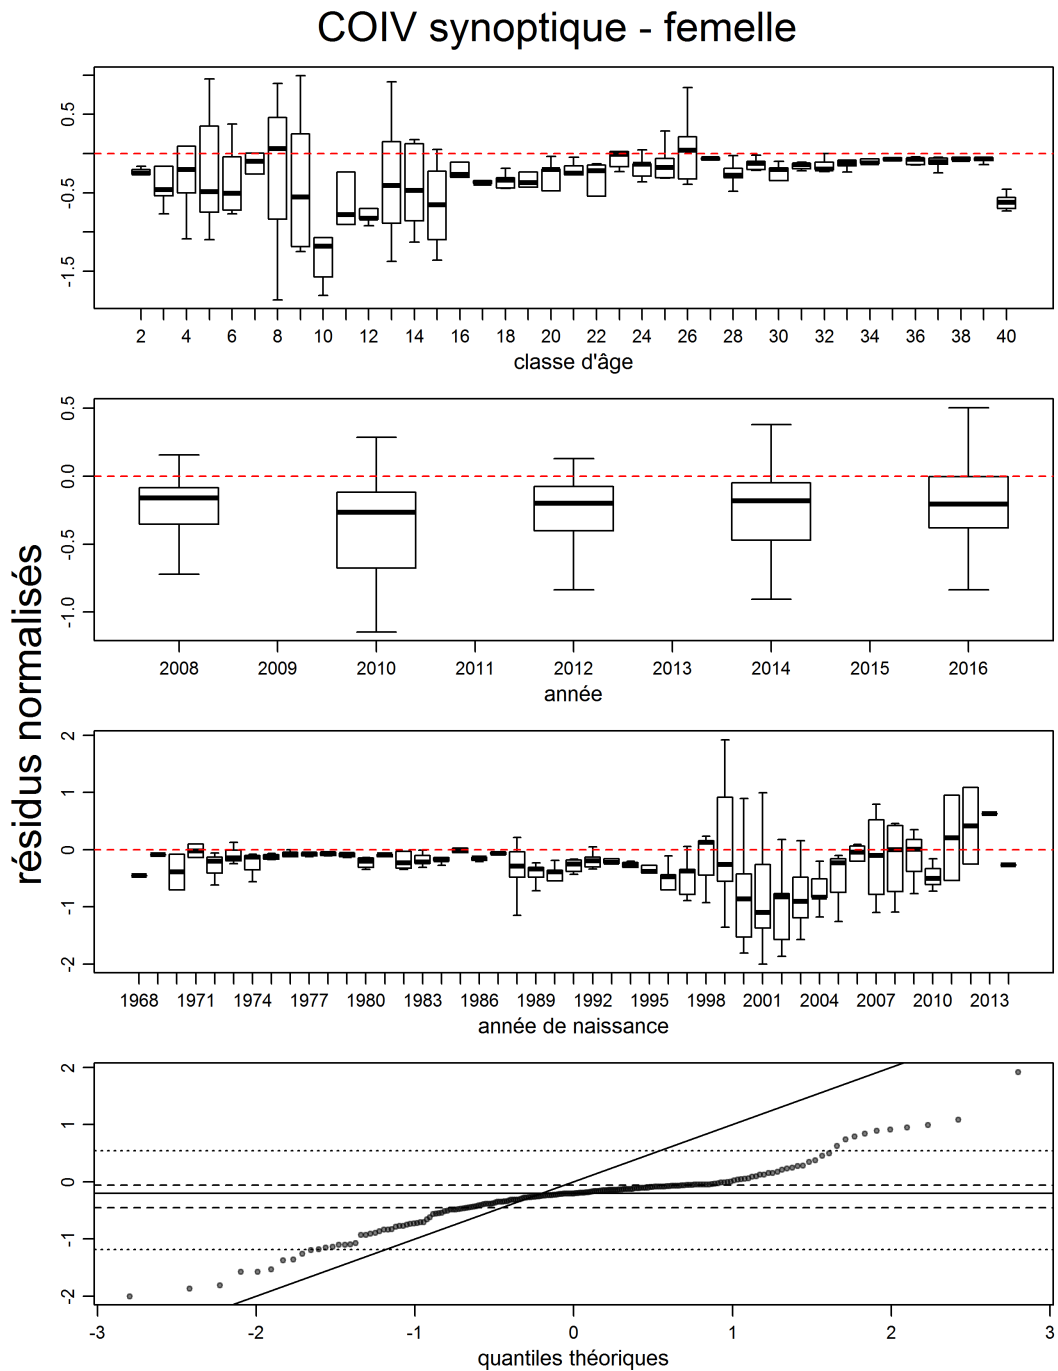 COIV synoptique - femelle
résidus normalisés
0.5
-0.5
-1.5
2 4 6 8 10 12 14 16 18 20 22 24 26 28 30 32 34 36 38 40
classe d'âge
0.5
0.0
-0.5
-1.0
2008 2009 2010 2011 2012 2013 2014 2015 2016
année
2
1
0
-1
-2
1968 1971 1974 1977 1980 1983 1986 1989 1992 1995 1998 2001 2004 2007 2010 2013
année de naissance
2
1
0
-1
-2
-3 -2 -1 0 1 2 3
quantiles théoriques